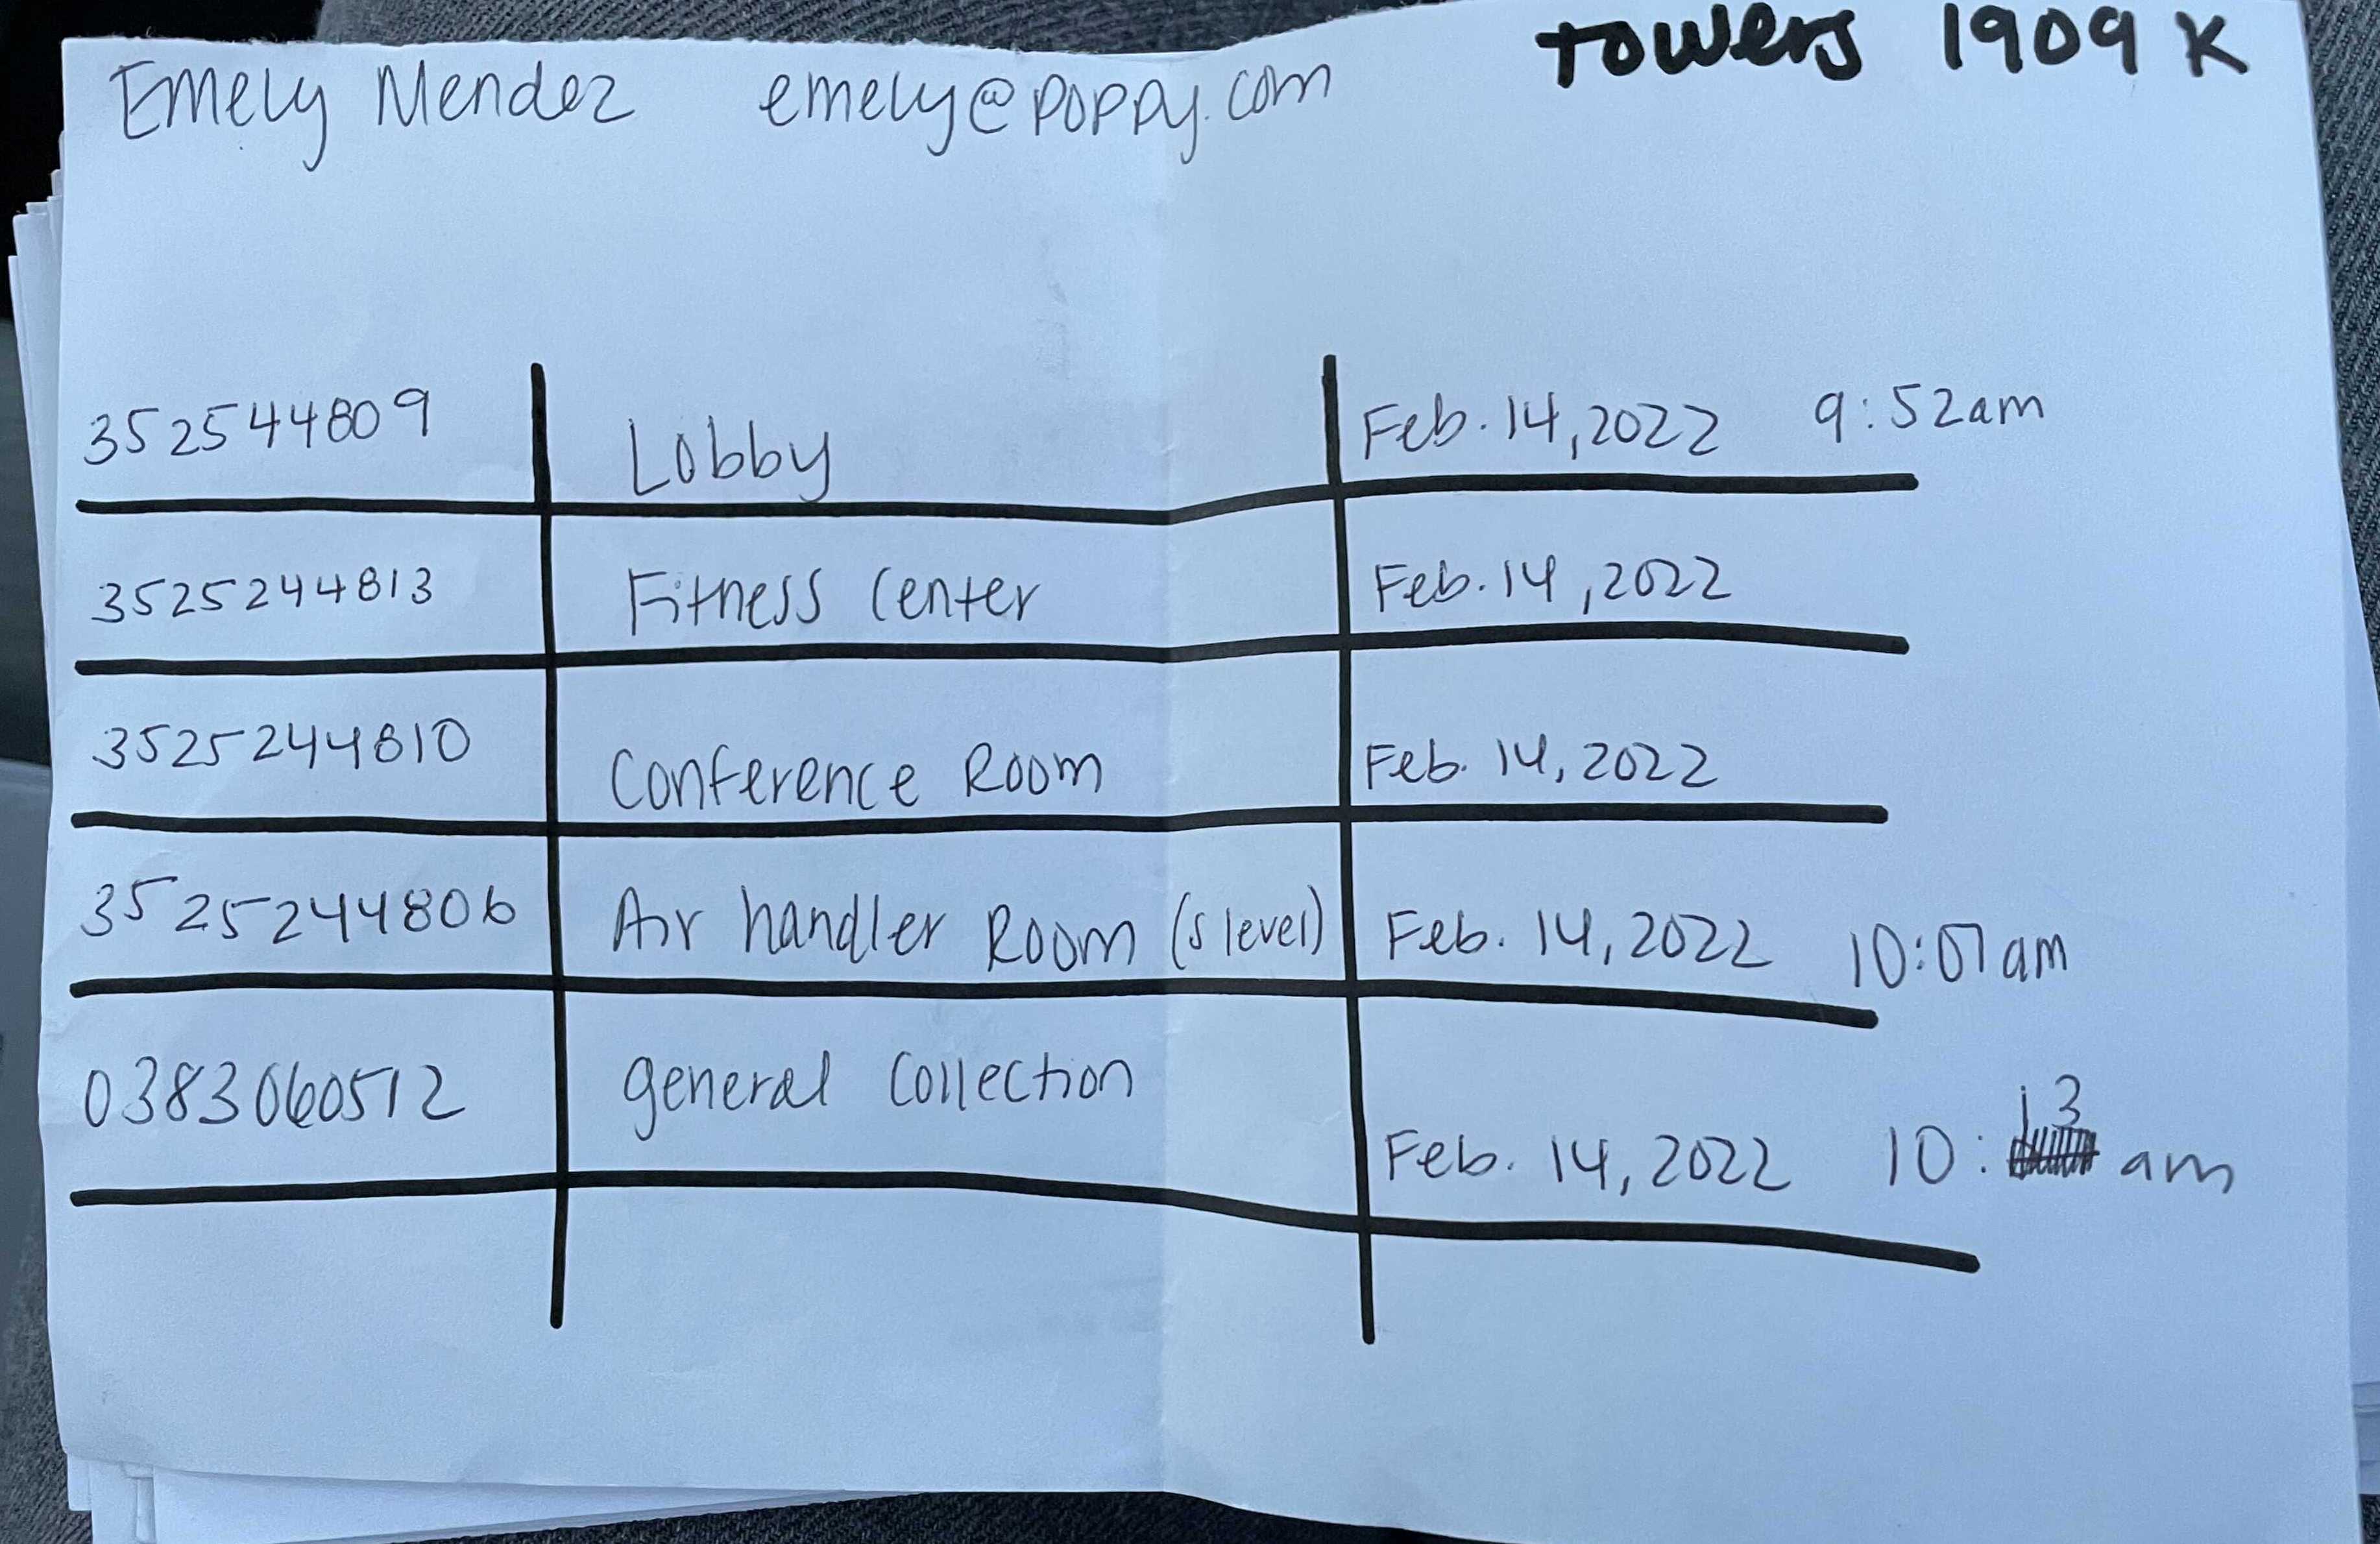 towers 1909 K
Emely Mendez emely@poppy.com
352544809 Lobby Feb. 14, 2022 9:52am
3525244813 Fitness Center Feb. 14, 2022
3525244810 Conference Room Feb. 14, 2022
3525244806 Air handler Room (s level) Feb. 14, 2022 10:07am
0383060512 general collection Feb. 14, 2022 10:13 am